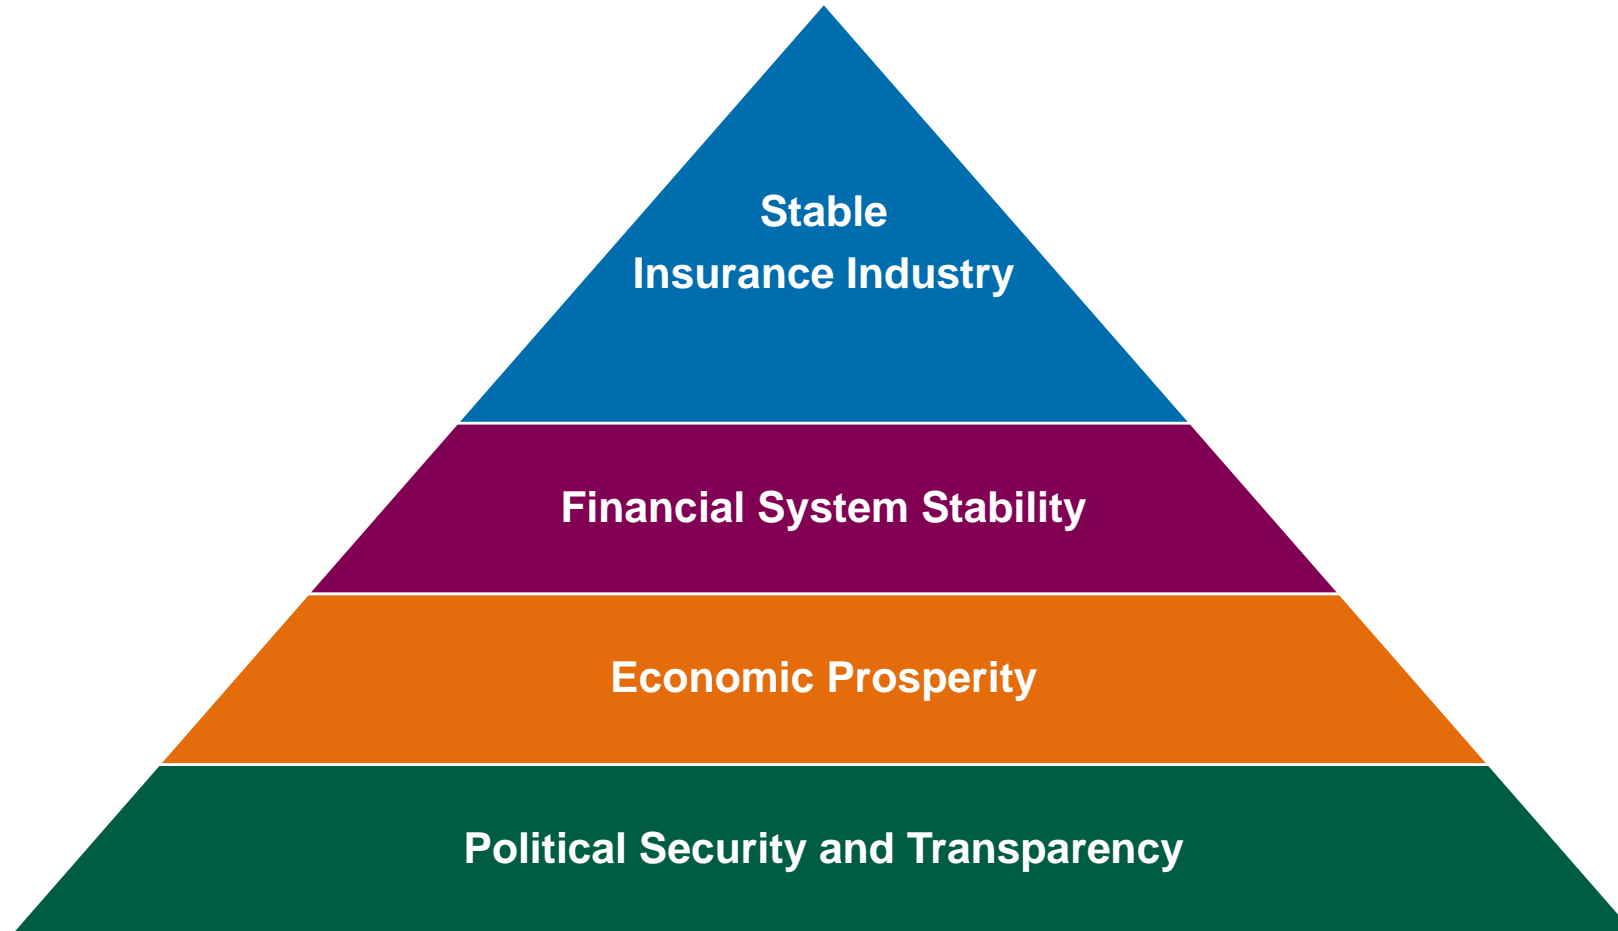 Stable
Insurance Industry
Financial System Stability
Economic Prosperity
Political Security and Transparency